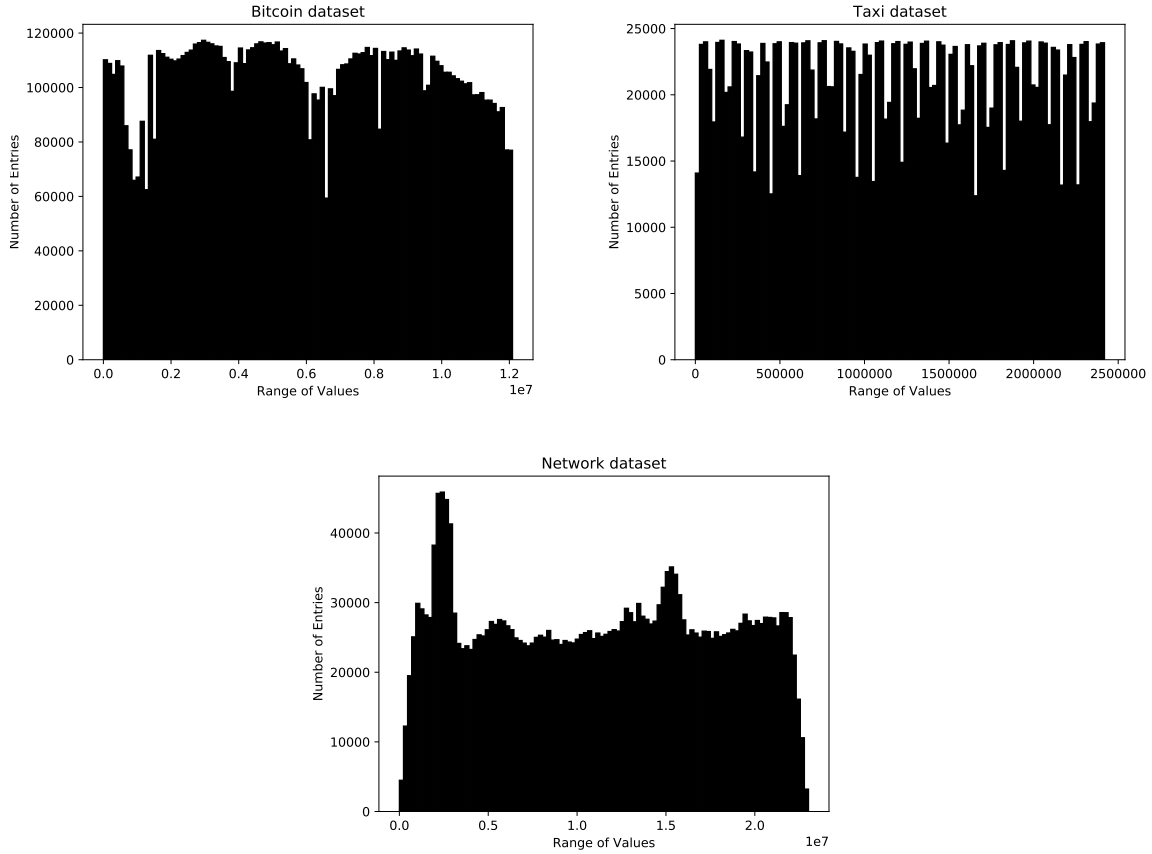 Bitcoin dataset
120000
100000
80000
60000
40000
20000
0
Number of Entries
0.0 0.2 0.4 0.6 0.8 1.0 1.2
1e7
Range of Values
Taxi dataset
25000
20000
15000
10000
5000
0
Number of Entries
0 500000 1000000 1500000 2000000 2500000
Range of Values
Network dataset
40000
30000
20000
10000
0
Number of Entries
0.0 0.5 1.0 1.5 2.0
1e7
Range of Values